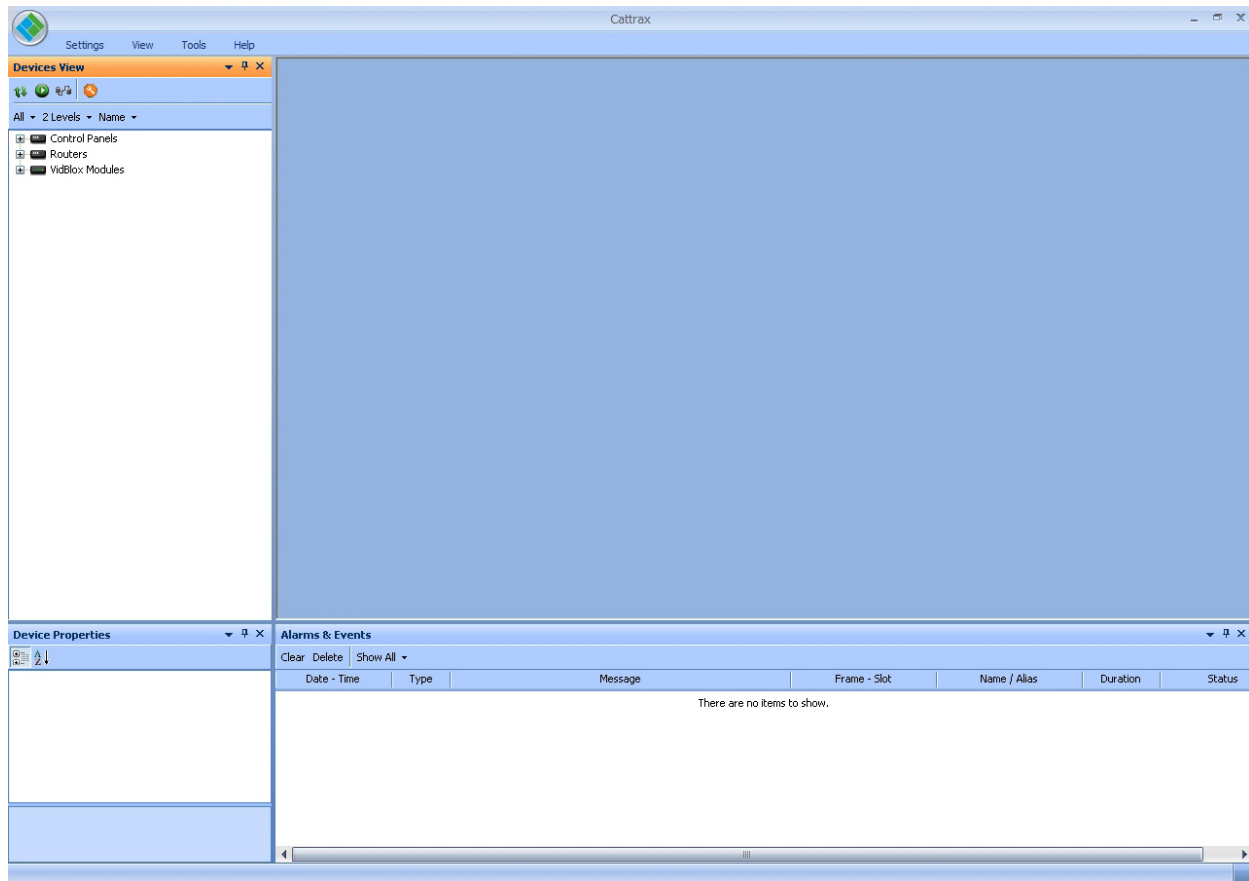 Cattrax
Settings View Tools Help
Devices View
All 2 Levels Name
Control Panels
Routers
VidBlox Modules
Device Properties
Alarms & Events
Clear Delete Show All
Date - Time Type Message Frame - Slot Name / Alias Duration Status
There are no items to show.